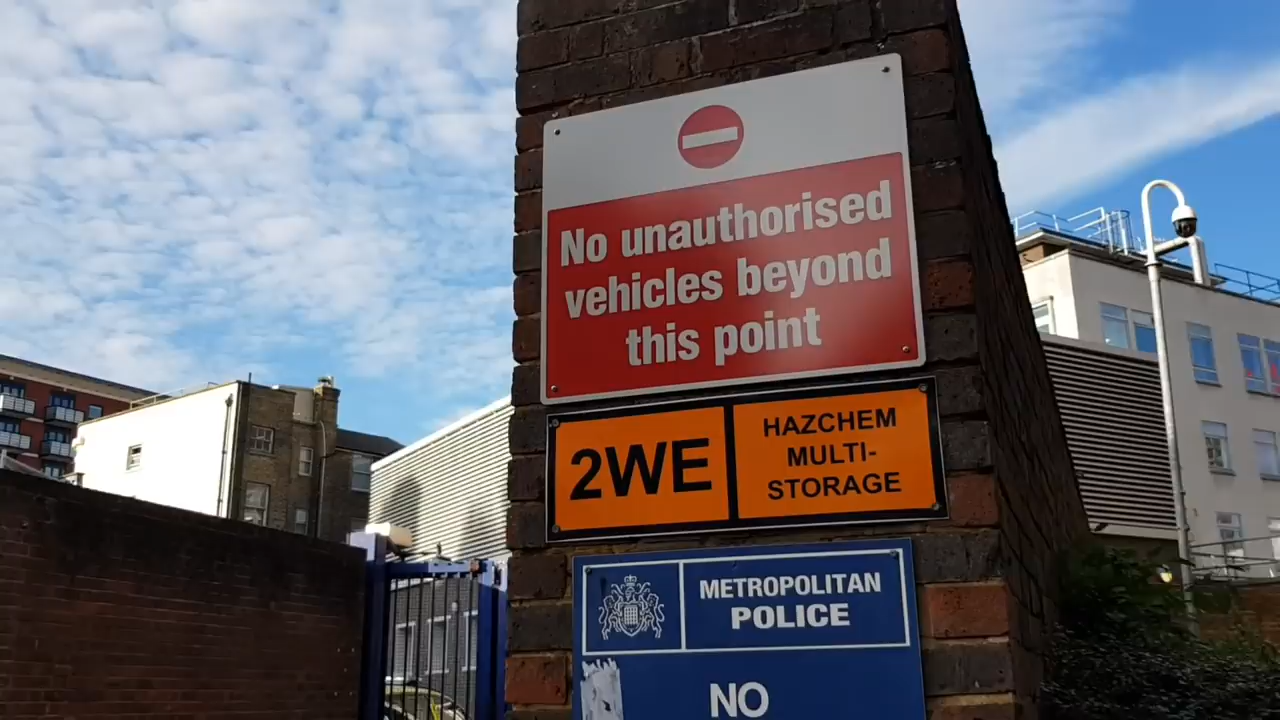 No unauthorised
vehicles beyond
this point
2WE
HAZCHEM
MULTI-
STORAGE
METROPOLITAN
POLICE
NO